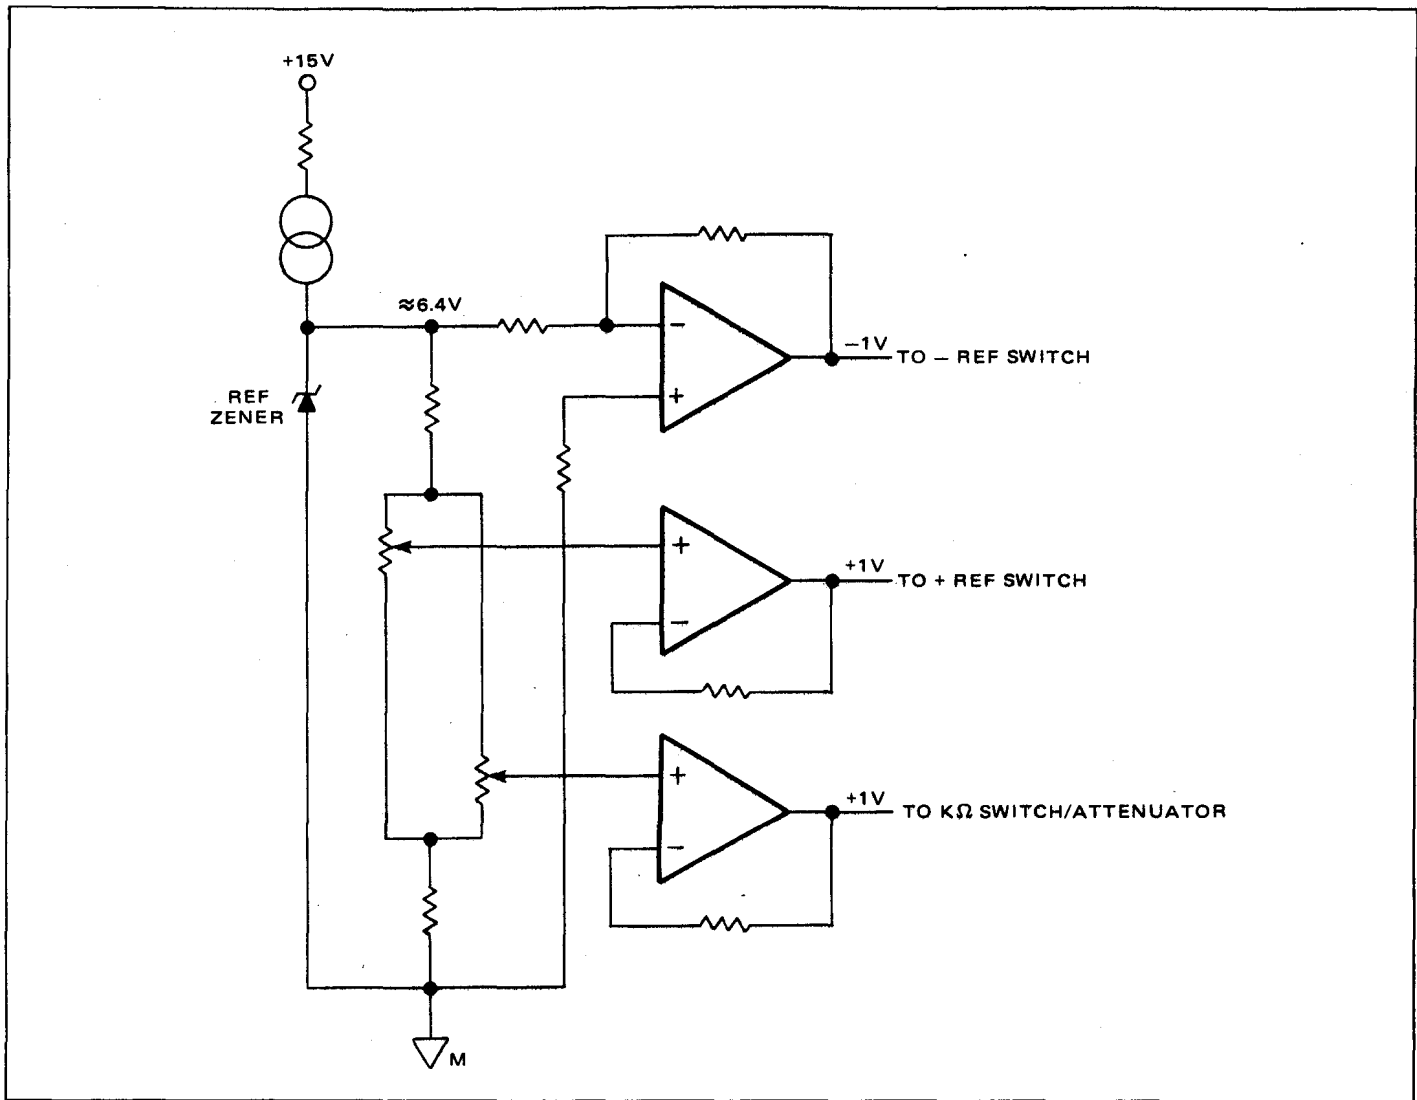 +15V
≈6.4V
REF
ZENER
−
+
−1V
TO − REF SWITCH
+
−
+1V
TO + REF SWITCH
+
−
+1V
TO KΩ SWITCH/ATTENUATOR
M